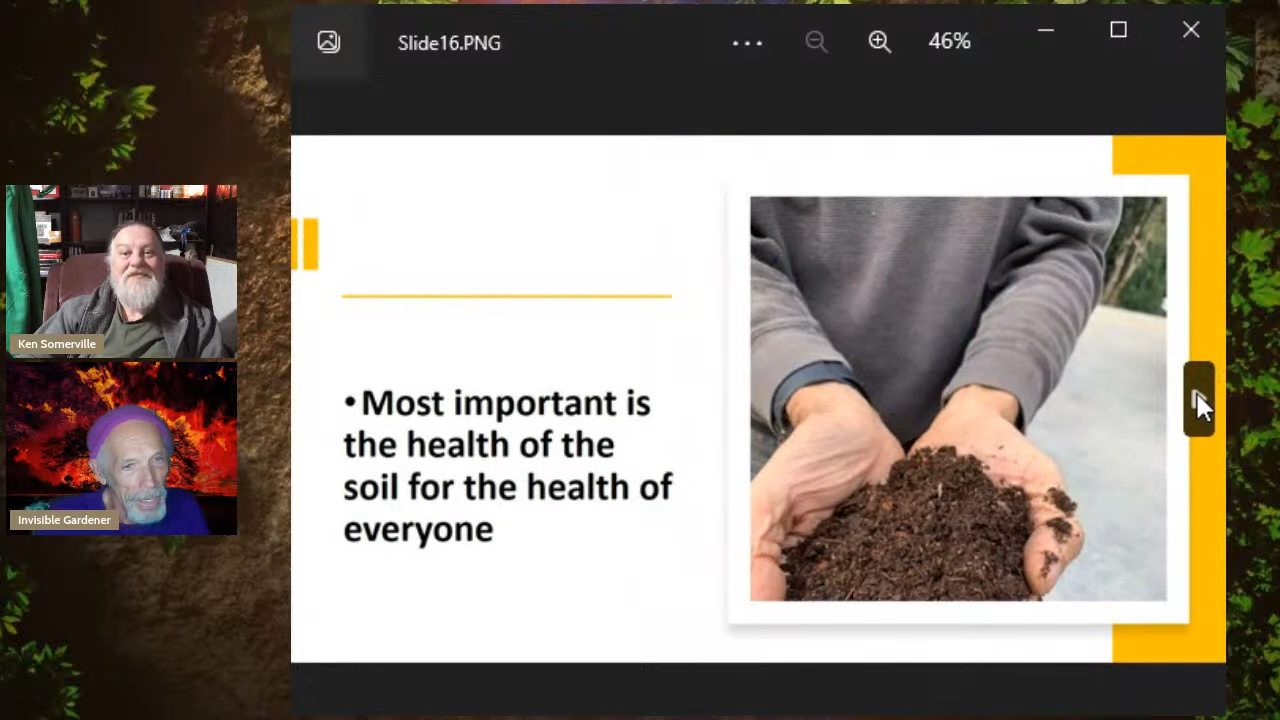 Slide16.PNG
46%
Ken Somerville
Invisible Gardener
•Most important is
the health of the
soil for the health of
everyone